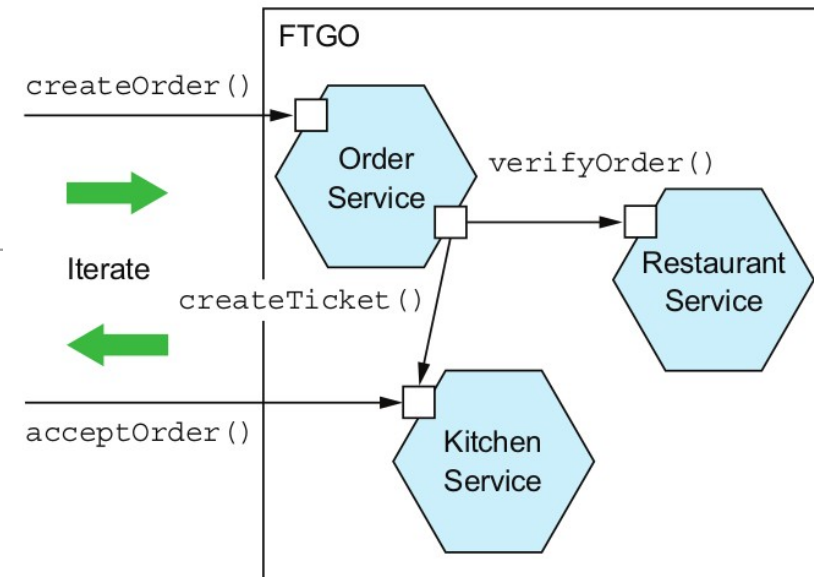 FTGO
createOrder()
Order
Service
verifyOrder()
Iterate
Restaurant
Service
createTicket()
acceptOrder()
Kitchen
Service